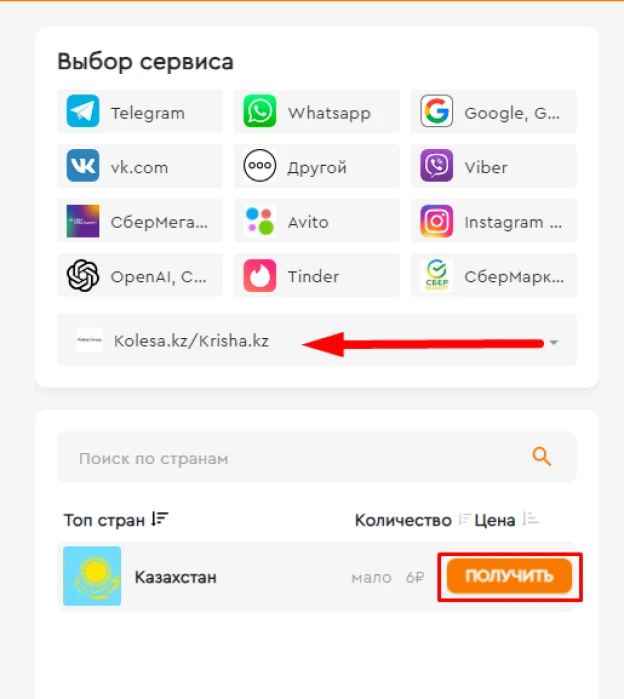 Выбор сервиса
Telegram
Whatsapp
Google, G...
vk.com
Другой
Viber
СберМега...
Avito
Instagram ...
OpenAI, C...
Tinder
СБЕР
СберМарк...
Kolesa.kz/Krisha.kz
Поиск по странам
Топ стран
Количество
Цена
Казахстан
мало
6₽
ПОЛУЧИТЬ